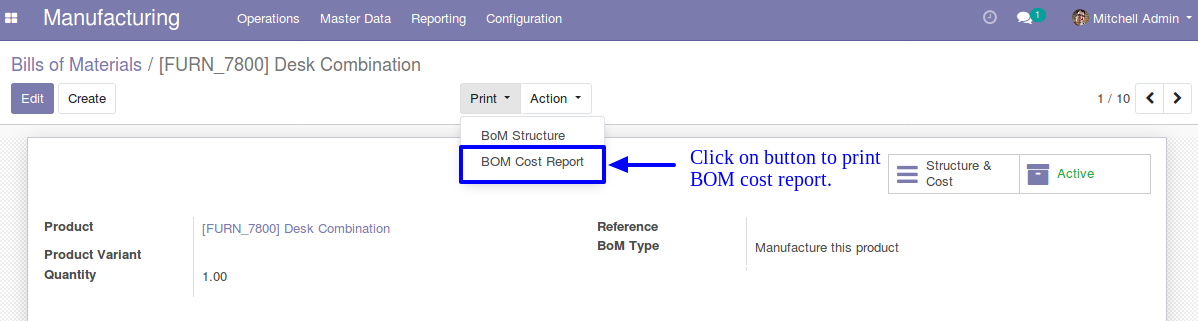 Manufacturing Operations Master Data Reporting Configuration 1 Mitchell Admin
Bills of Materials / [FURN_7800] Desk Combination
Edit Create Print Action 1 / 10
BoM Structure
BOM Cost Report
Click on button to print
BOM cost report.
Structure &
Cost
Active
Product [FURN_7800] Desk Combination
Product Variant
Quantity 1.00
Reference
BoM Type Manufacture this product